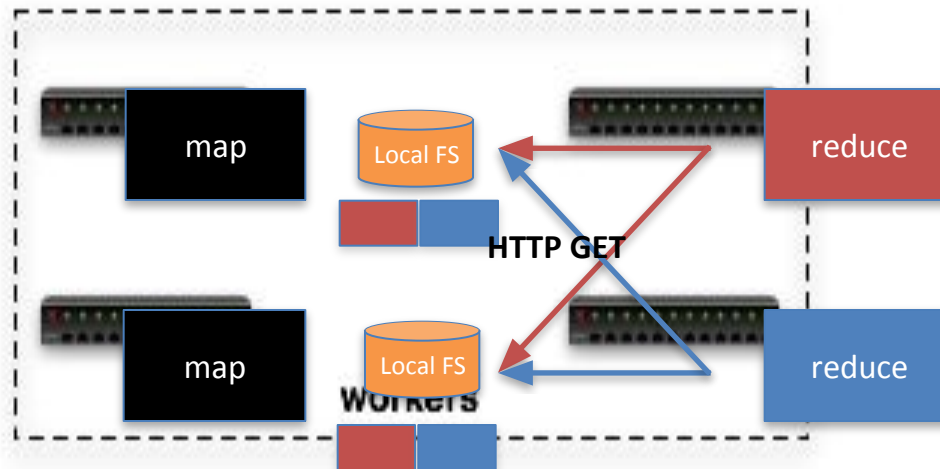 map
Local FS
reduce
HTTP GET
map
Local FS
reduce
Workers